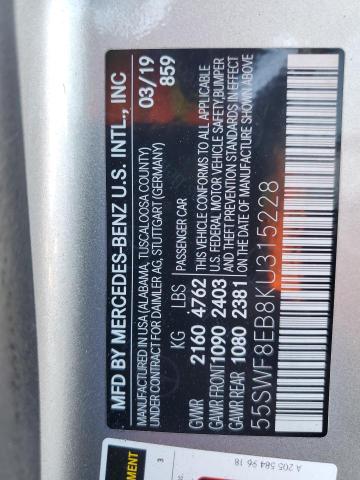 MFD BY MERCEDES-BENZ U.S. INTL., INC
MANUFACTURED IN USA (ALABAMA, TUSCALOOSA COUNTY)
UNDER CONTRACT FOR DAIMLER AG, STUTTGART (GERMANY)
03/19
859
KG LBS
GVWR 2160 4762
GAWR FRONT 1090 2403
GAWR REAR 1080 2381
PASSENGER CAR
THIS VEHICLE CONFORMS TO ALL APPLICABLE
U.S. FEDERAL MOTOR VEHICLE SAFETY, BUMPER
AND THEFT PREVENTION STANDARDS IN EFFECT
ON THE DATE OF MANUFACTURE SHOWN ABOVE
55SWF8EB8KU315228
A 205 584 96 18
3